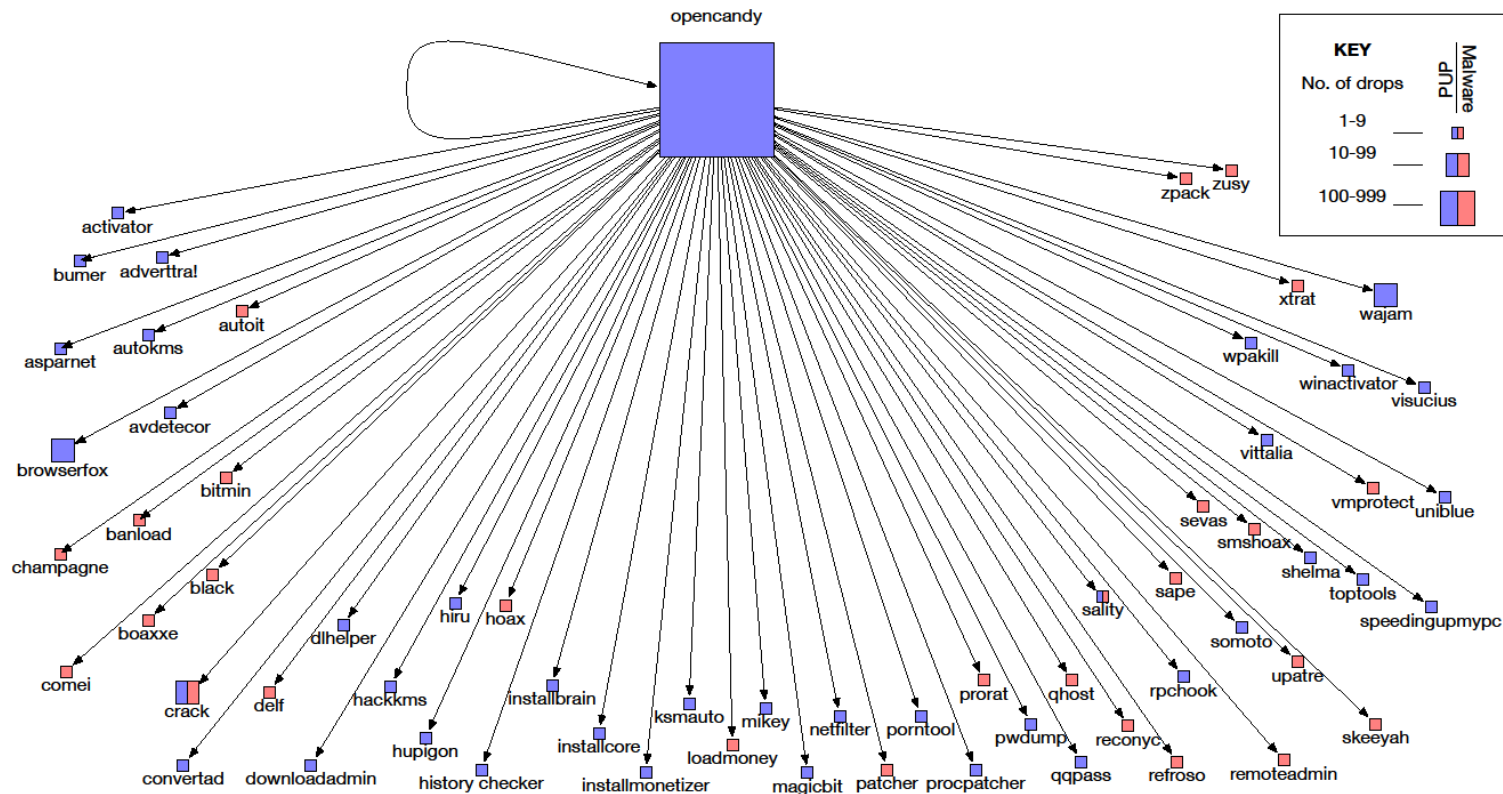 opencandy
KEY
No. of drops
PUP
Malware
1-9
10-99
100-999
zpack
zusy
activator
bumer
adverttra!
autoit
asparnet
autokms
xtrat
wajam
wpakill
winactivator
visucius
avdetecor
browserfox
vittalia
bitmin
vmprotect
uniblue
banload
sevas
smshoax
champagne
shelma
black
toptools
boaxxe
dlhelper
hiru
hoax
sality
sape
somoto
speedingupmypc
comei
crack
delf
hackkms
installbrain
ksmauto
mikey
netfilter
porntool
prorat
qhost
rpchook
upatre
hupigon
installcore
loadmoney
pwdump
reconyc
skeeyah
convertad
downloadadmin
history checker
installmonetizer
magicbit
patcher
procpatcher
qqpass
refroso
remoteadmin